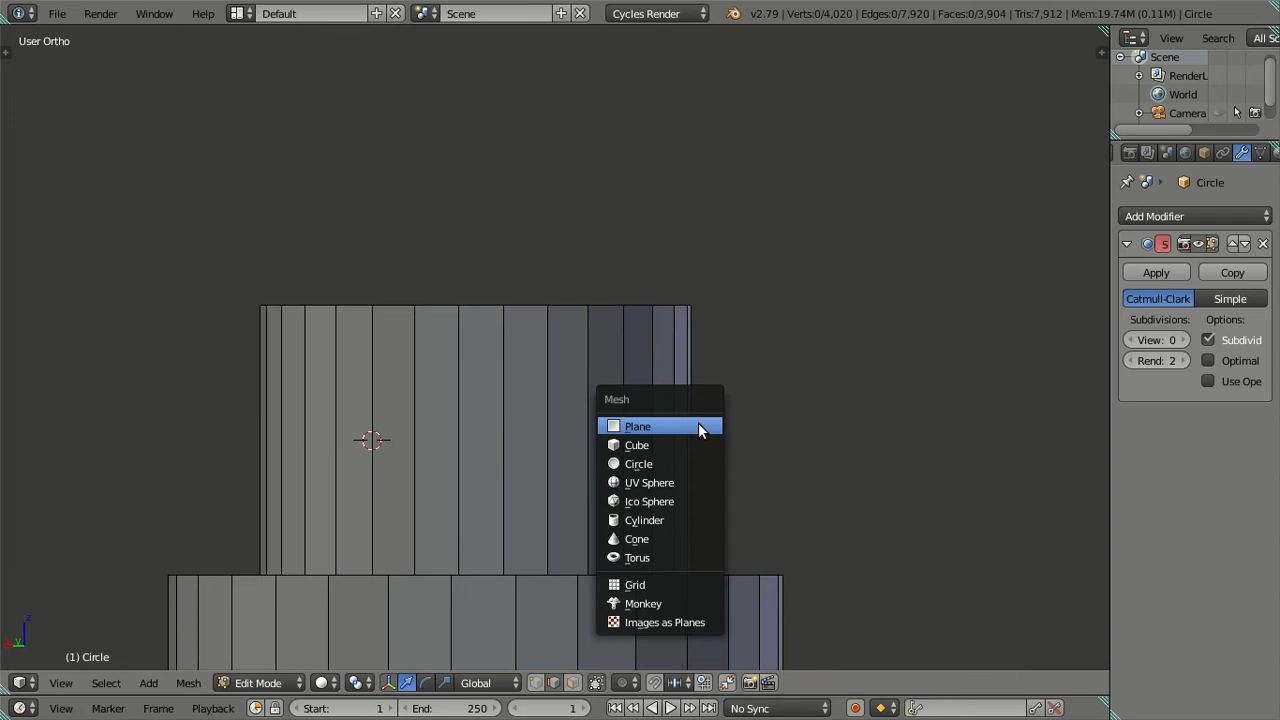 File Render Window Help Default Scene Cycles Render v2.79 | Verts:0/4,020 | Edges:0/7,920 | Faces:0/3,904 | Tris:7,912 | Mem:19.74M (0.11M) | Circle
User Ortho
View Search All Sc
Scene
RenderL
World
Camera
Circle
Add Modifier
S
Apply Copy
Catmull-Clark Simple
Subdivisions: Options:
View: 0 Subdivid
Rend: 2 Optimal
Use Ope
Mesh
Plane
Cube
Circle
UV Sphere
Ico Sphere
Cylinder
Cone
Torus
Grid
Monkey
Images as Planes
z
x y
(1) Circle
View Select Add Mesh Edit Mode Global
View Marker Frame Playback Start: 1 End: 250 1 No Sync